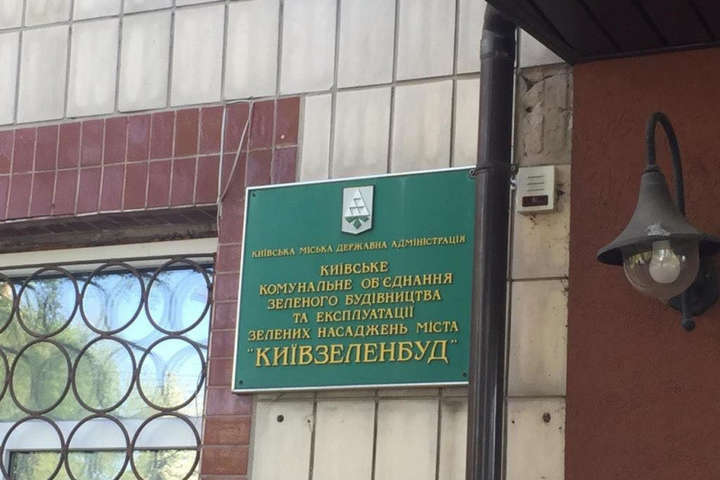 КИЇВСЬКА МІСЬКА ДЕРЖАВНА АДМІНІСТРАЦІЯ
КИЇВСЬКЕ
КОМУНАЛЬНЕ ОБ'ЄДНАННЯ
ЗЕЛЕНОГО БУДІВНИЦТВА
ТА ЕКСПЛУАТАЦІЇ
ЗЕЛЕНИХ НАСАДЖЕНЬ МІСТА
"КИЇВЗЕЛЕНБУД"